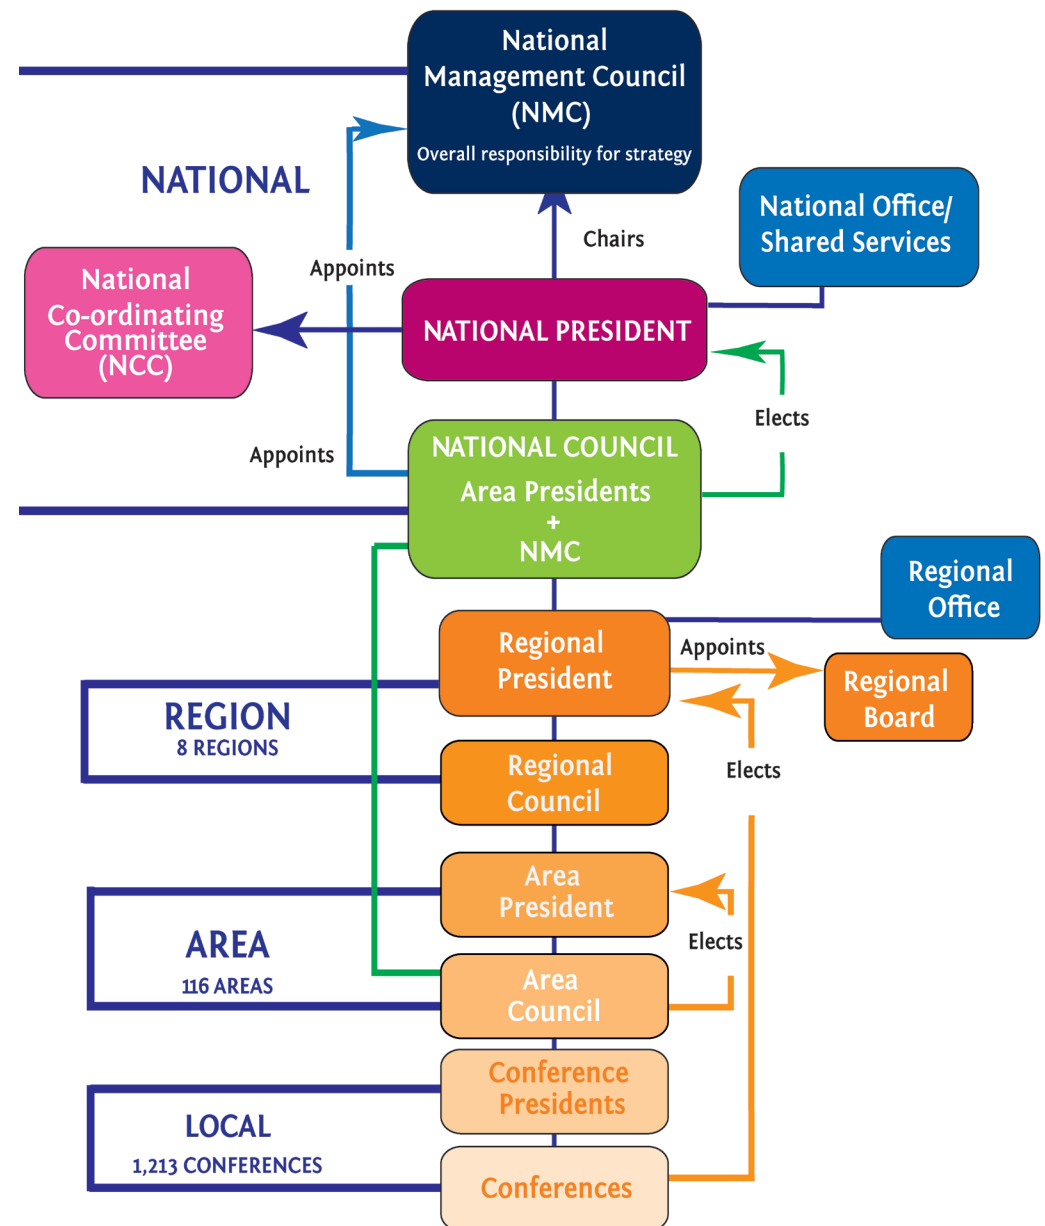 National
Management Council
(NMC)
Overall responsibility for strategy
NATIONAL
National Office/
Shared Services
Chairs
Appoints
National
Co-ordinating
Committee
(NCC)
NATIONAL PRESIDENT
Elects
Appoints
NATIONAL COUNCIL
Area Presidents
+
NMC
Regional
Office
Regional
President
Appoints
Regional
Board
REGION
8 REGIONS
Elects
Regional
Council
Area
President
AREA
116 AREAS
Elects
Area
Council
Conference
Presidents
LOCAL
1,213 CONFERENCES
Conferences